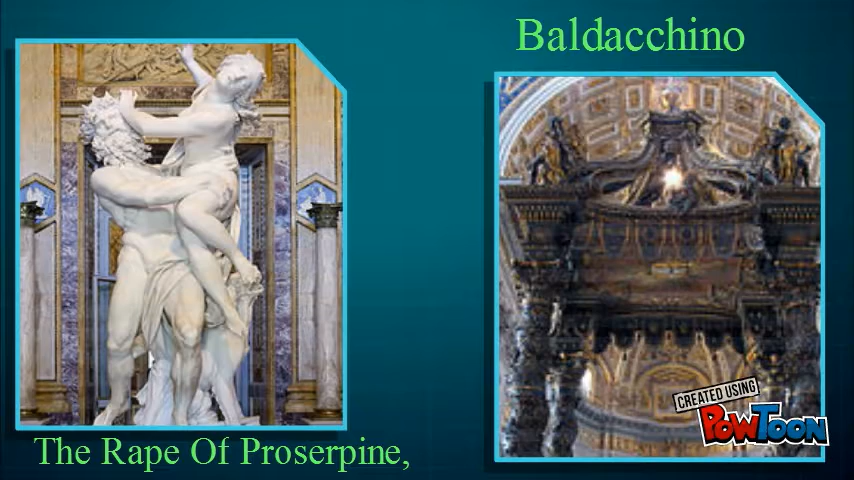 Baldacchino
The Rape Of Proserpine,
CREATED USING
POWTOON